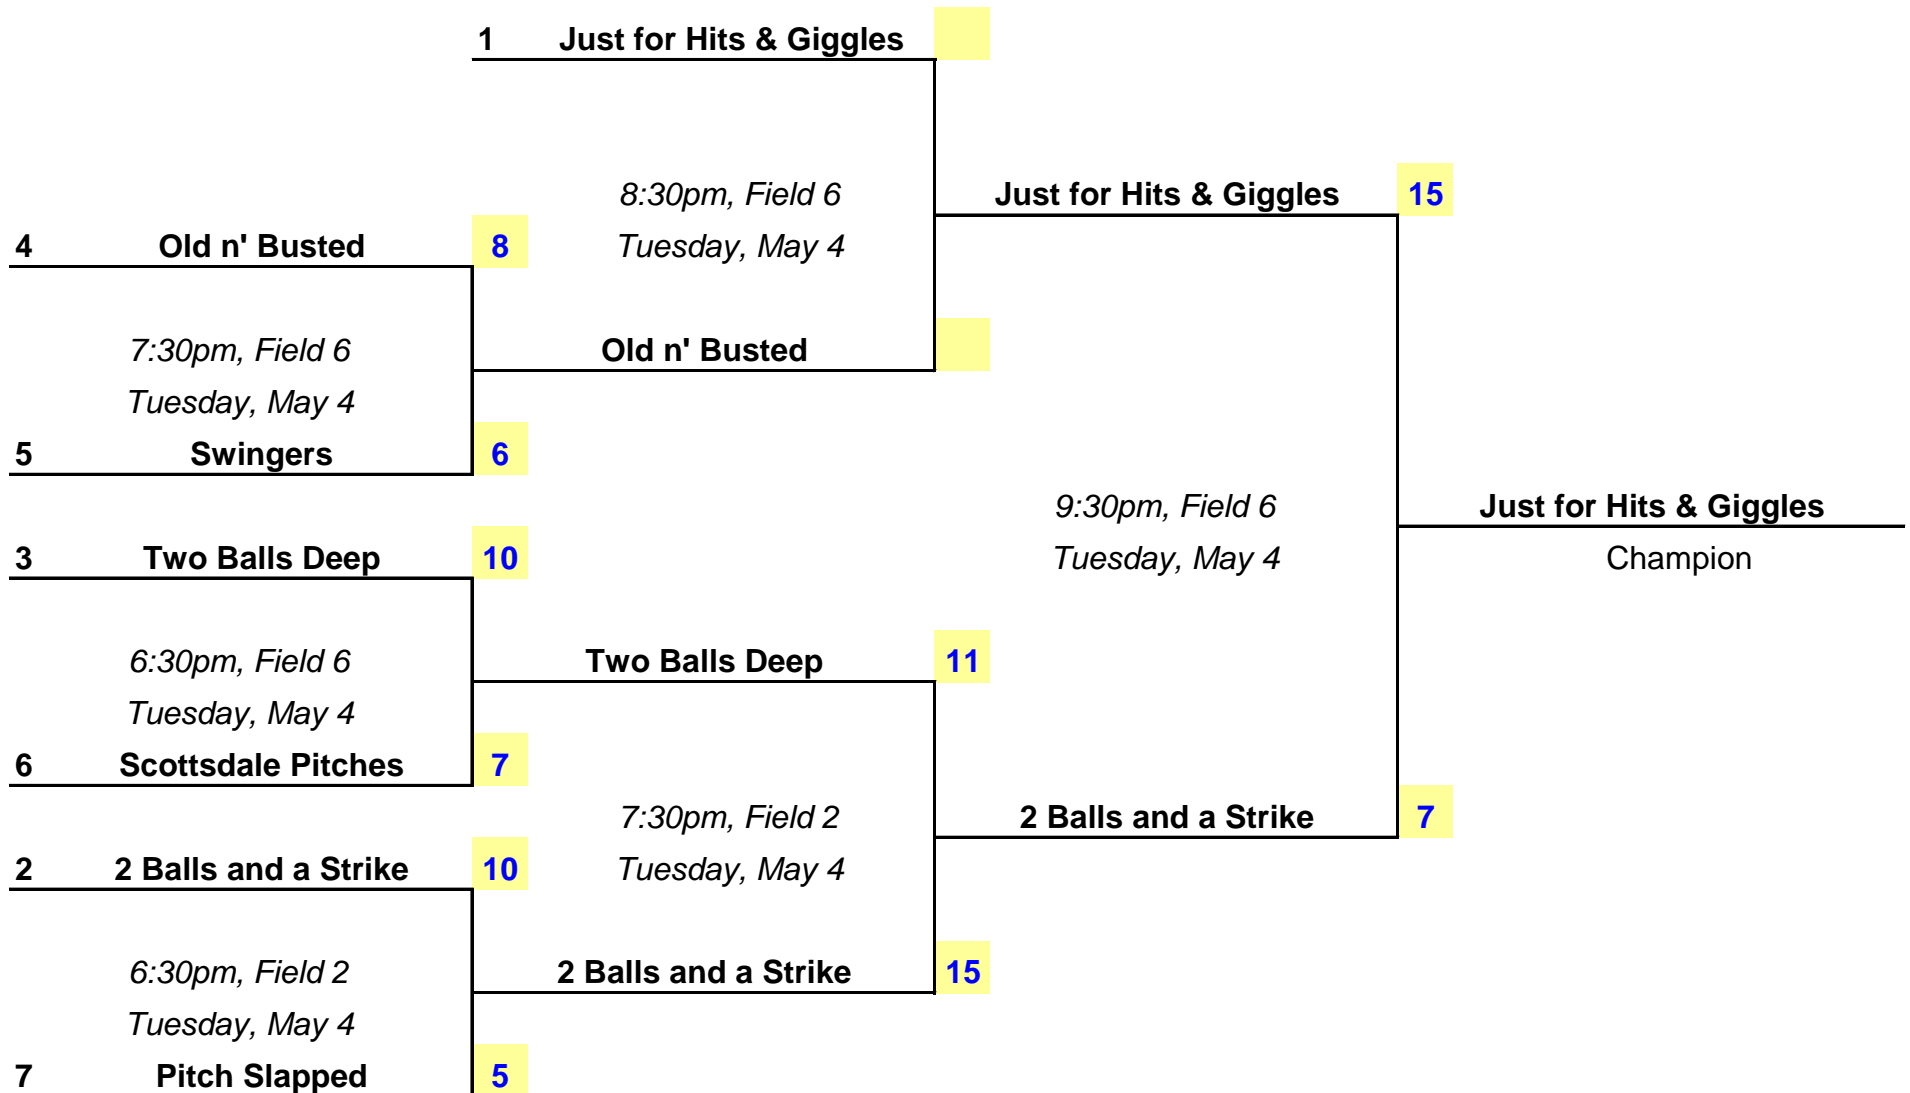 1 Just for Hits & Giggles
8:30pm, Field 6 Just for Hits & Giggles 15
4 Old n' Busted 8 Tuesday, May 4
7:30pm, Field 6 Old n' Busted
Tuesday, May 4
5 Swingers 6
9:30pm, Field 6 Just for Hits & Giggles
3 Two Balls Deep 10 Tuesday, May 4 Champion
6:30pm, Field 6 Two Balls Deep 11
Tuesday, May 4
6 Scottsdale Pitches 7
7:30pm, Field 2 2 Balls and a Strike 7
2 2 Balls and a Strike 10 Tuesday, May 4
6:30pm, Field 2 2 Balls and a Strike 15
Tuesday, May 4
7 Pitch Slapped 5